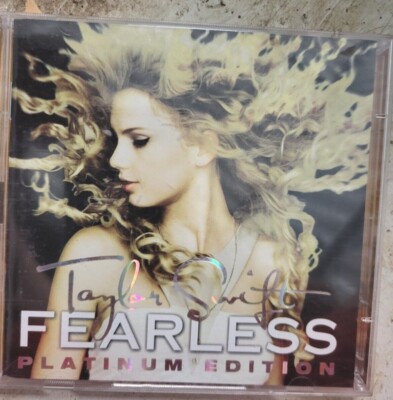 Taylor Swift
FEARLESS
PLATINUM EDITION